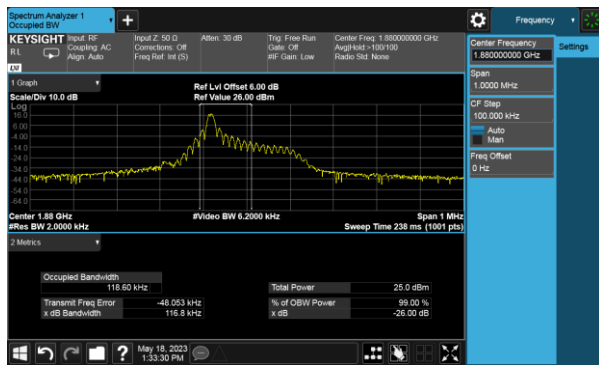 Spectrum Analyzer 1
Occupied BW
+
Frequency
KEYSIGHT
Input: RF
Input Z: 50 Ω
Atten: 30 dB
Trig: Free Run
Center Freq: 1.880000000 GHz
RL
Coupling: AC
Corrections: Off
Gate: Off
Avg|Hold:>100/100
Align: Auto
Freq Ref: Int (S)
#IF Gain: Low
Radio Std: None
LXI
Center Frequency
1.880000000 GHz
Settings
Span
1.0000 MHz
CF Step
100.000 kHz
Auto
Man
Freq Offset
0 Hz
1 Graph
Ref Lvl Offset 6.00 dB
Scale/Div 10.0 dB
Ref Value 26.00 dBm
Log
16.0
6.00
-4.00
-14.0
-24.0
-34.0
-44.0
-54.0
-64.0
Center 1.88 GHz
#Video BW 6.2000 kHz
Span 1 MHz
#Res BW 2.0000 kHz
Sweep Time 238 ms (1001 pts)
2 Metrics
Occupied Bandwidth
118.60 kHz
Total Power
25.0 dBm
Transmit Freq Error
-48.053 kHz
% of OBW Power
99.00 %
x dB Bandwidth
116.8 kHz
x dB
-26.00 dB
?
May 18, 2023
1:33:30 PM